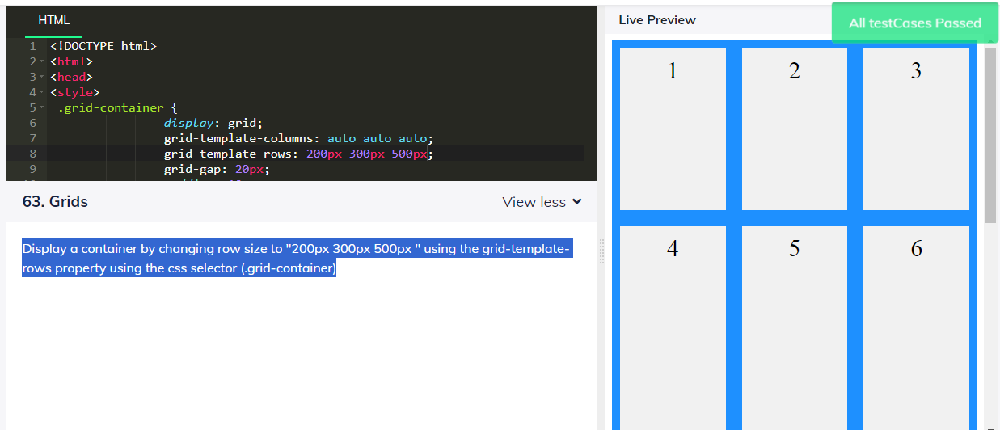 HTML
1 <!DOCTYPE html>
2 <html>
3 <head>
4 <style>
5 .grid-container {
6 display: grid;
7 grid-template-columns: auto auto auto;
8 grid-template-rows: 200px 300px 500px;
9 grid-gap: 20px;
63. Grids
View less
Display a container by changing row size to "200px 300px 500px " using the grid-template-
rows property using the css selector (.grid-container)
Live Preview
All testCases Passed
1 2 3
4 5 6